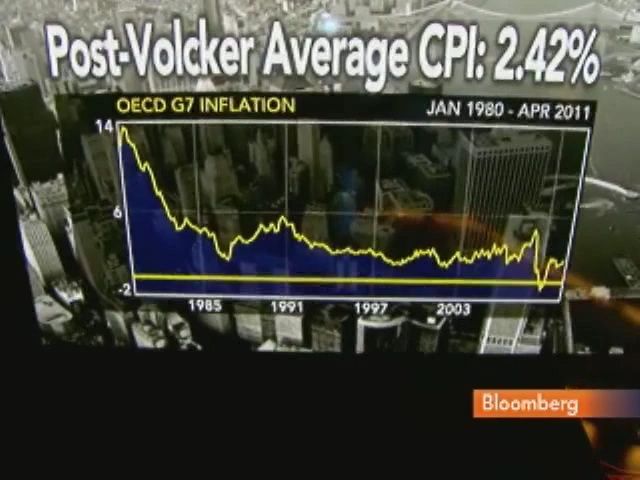 Post-Volcker Average CPI: 2.42%
OECD G7 INFLATION
JAN 1980 - APR 2011
14
6
-2
1985 1991 1997 2003
Bloomberg